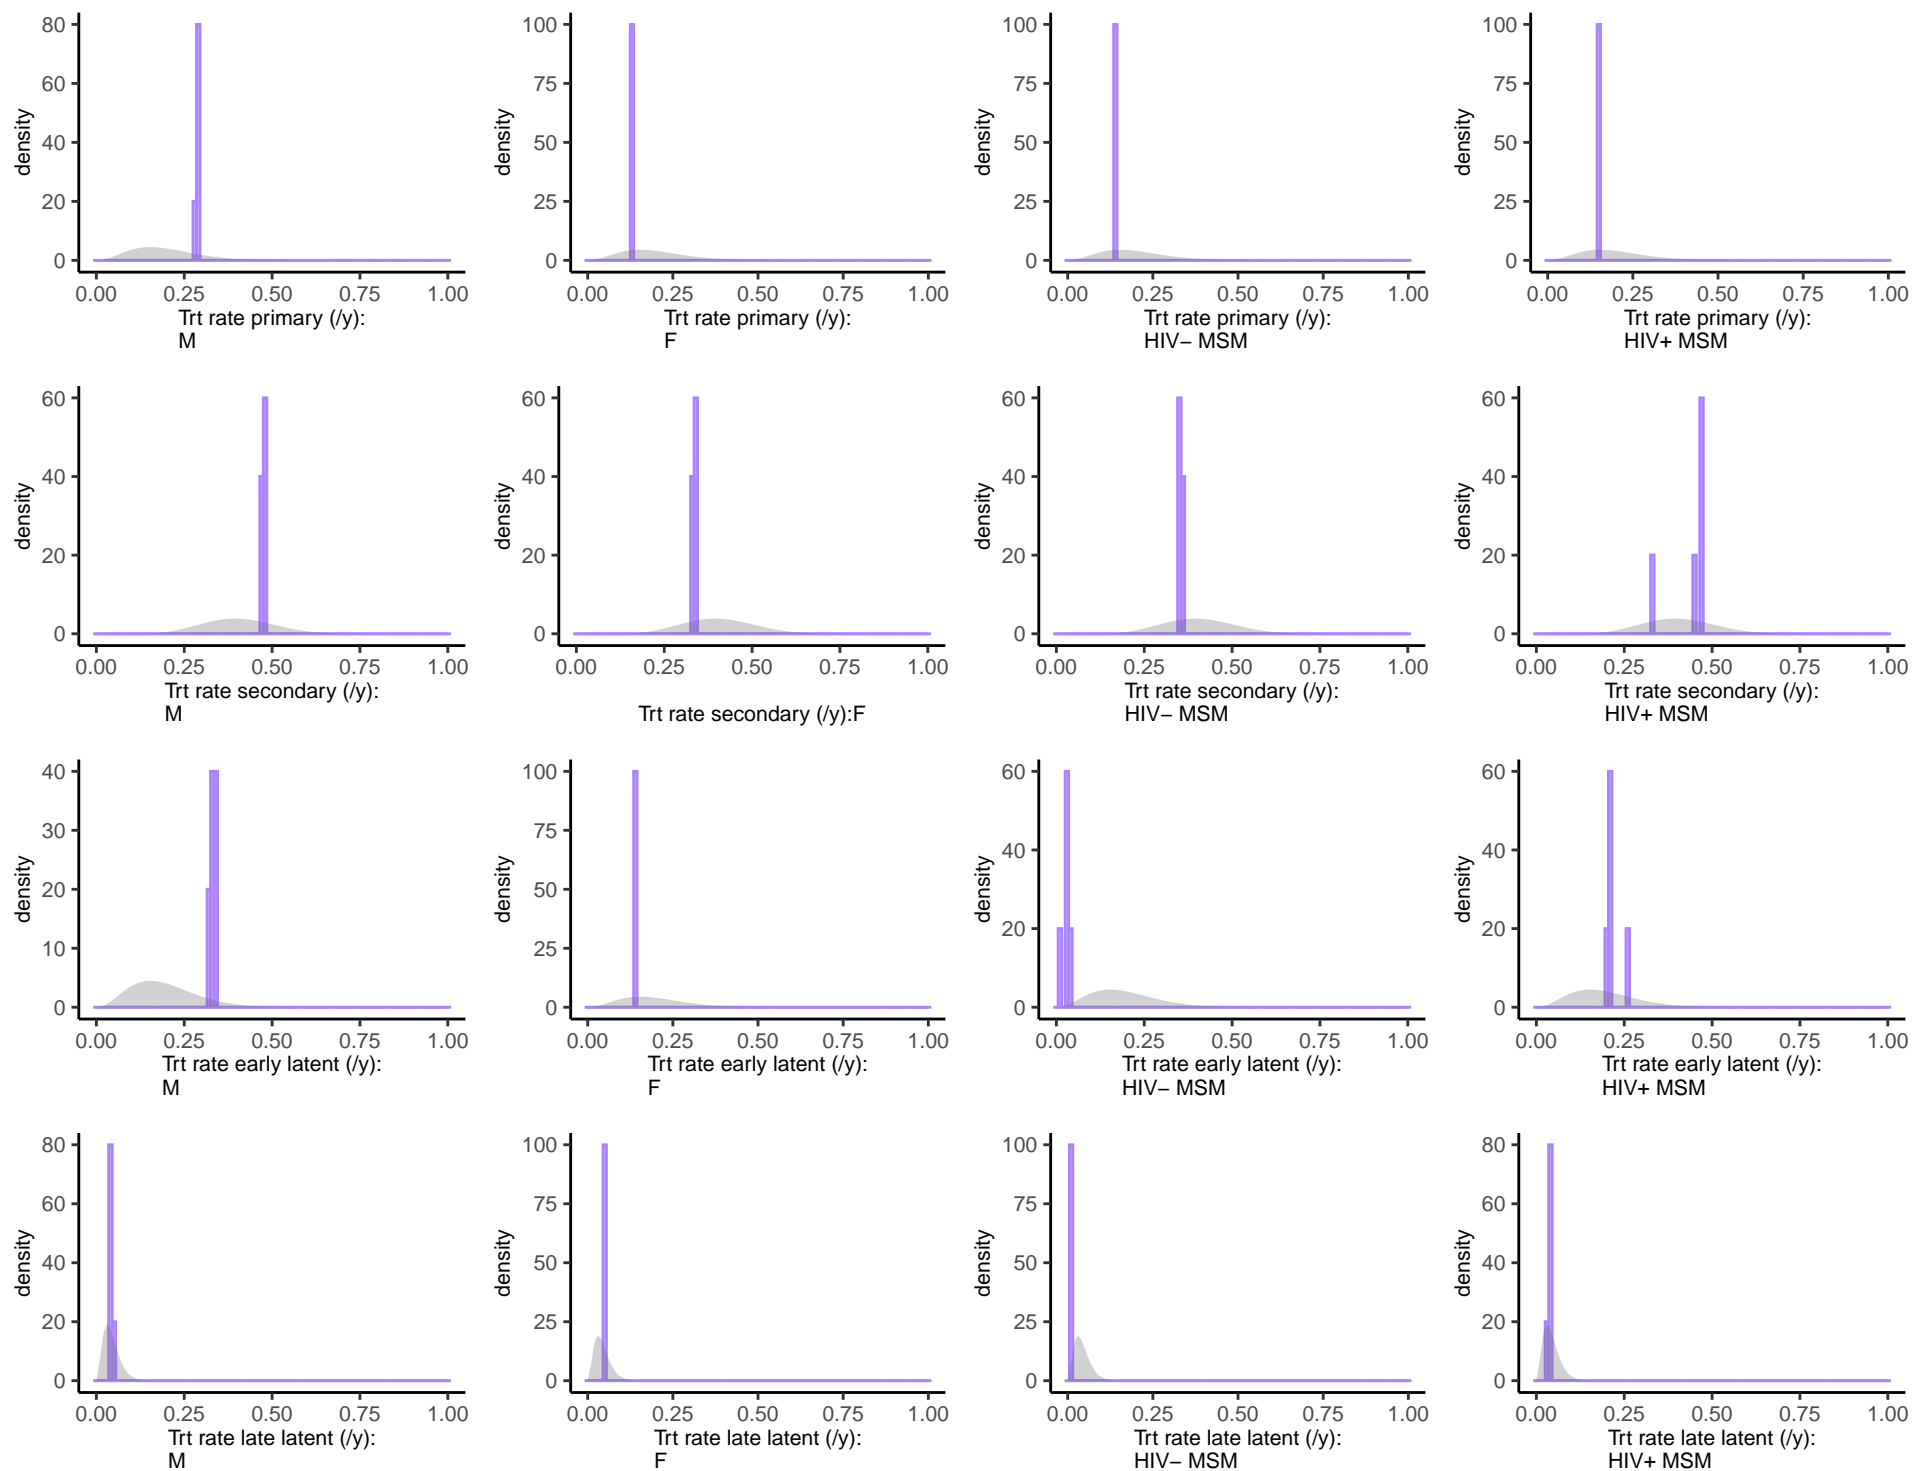 80
60
40
20
0
density
0.00 0.25 0.50 0.75 1.00
Trt rate primary (/y):
M
100
75
50
25
0
density
0.00 0.25 0.50 0.75 1.00
Trt rate primary (/y):
F
100
75
50
25
0
density
0.00 0.25 0.50 0.75 1.00
Trt rate primary (/y):
HIV− MSM
100
75
50
25
0
density
0.00 0.25 0.50 0.75 1.00
Trt rate primary (/y):
HIV+ MSM
60
40
20
0
density
0.00 0.25 0.50 0.75 1.00
Trt rate secondary (/y):
M
60
40
20
0
density
0.00 0.25 0.50 0.75 1.00
Trt rate secondary (/y):F
60
40
20
0
density
0.00 0.25 0.50 0.75 1.00
Trt rate secondary (/y):
HIV− MSM
60
40
20
0
density
0.00 0.25 0.50 0.75 1.00
Trt rate secondary (/y):
HIV+ MSM
40
30
20
10
0
density
0.00 0.25 0.50 0.75 1.00
Trt rate early latent (/y):
M
100
75
50
25
0
density
0.00 0.25 0.50 0.75 1.00
Trt rate early latent (/y):
F
60
40
20
0
density
0.00 0.25 0.50 0.75 1.00
Trt rate early latent (/y):
HIV− MSM
60
40
20
0
density
0.00 0.25 0.50 0.75 1.00
Trt rate early latent (/y):
HIV+ MSM
80
60
40
20
0
density
0.00 0.25 0.50 0.75 1.00
Trt rate late latent (/y):
M
100
75
50
25
0
density
0.00 0.25 0.50 0.75 1.00
Trt rate late latent (/y):
F
100
75
50
25
0
density
0.00 0.25 0.50 0.75 1.00
Trt rate late latent (/y):
HIV− MSM
80
60
40
20
0
density
0.00 0.25 0.50 0.75 1.00
Trt rate late latent (/y):
HIV+ MSM